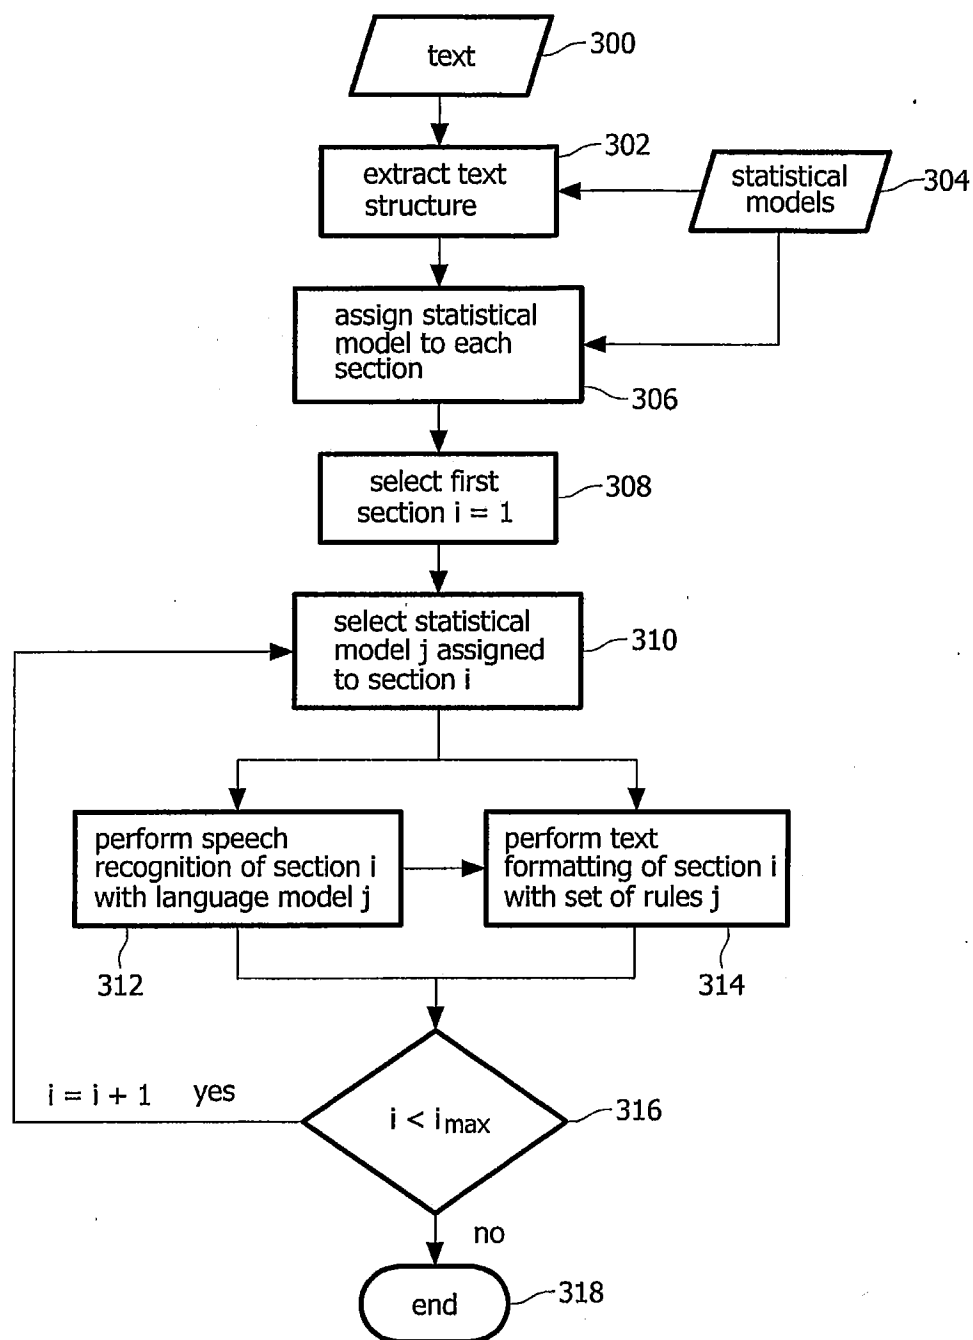 text
300
302
extract text
structure
statistical
models
304
assign statistical
model to each
section
306
select first
section i = 1
308
select statistical
model j assigned
to section i
310
perform speech
recognition of section i
with language model j
perform text
formatting of section i
with set of rules j
312
314
i = i + 1 yes
i < imax
316
no
end
318